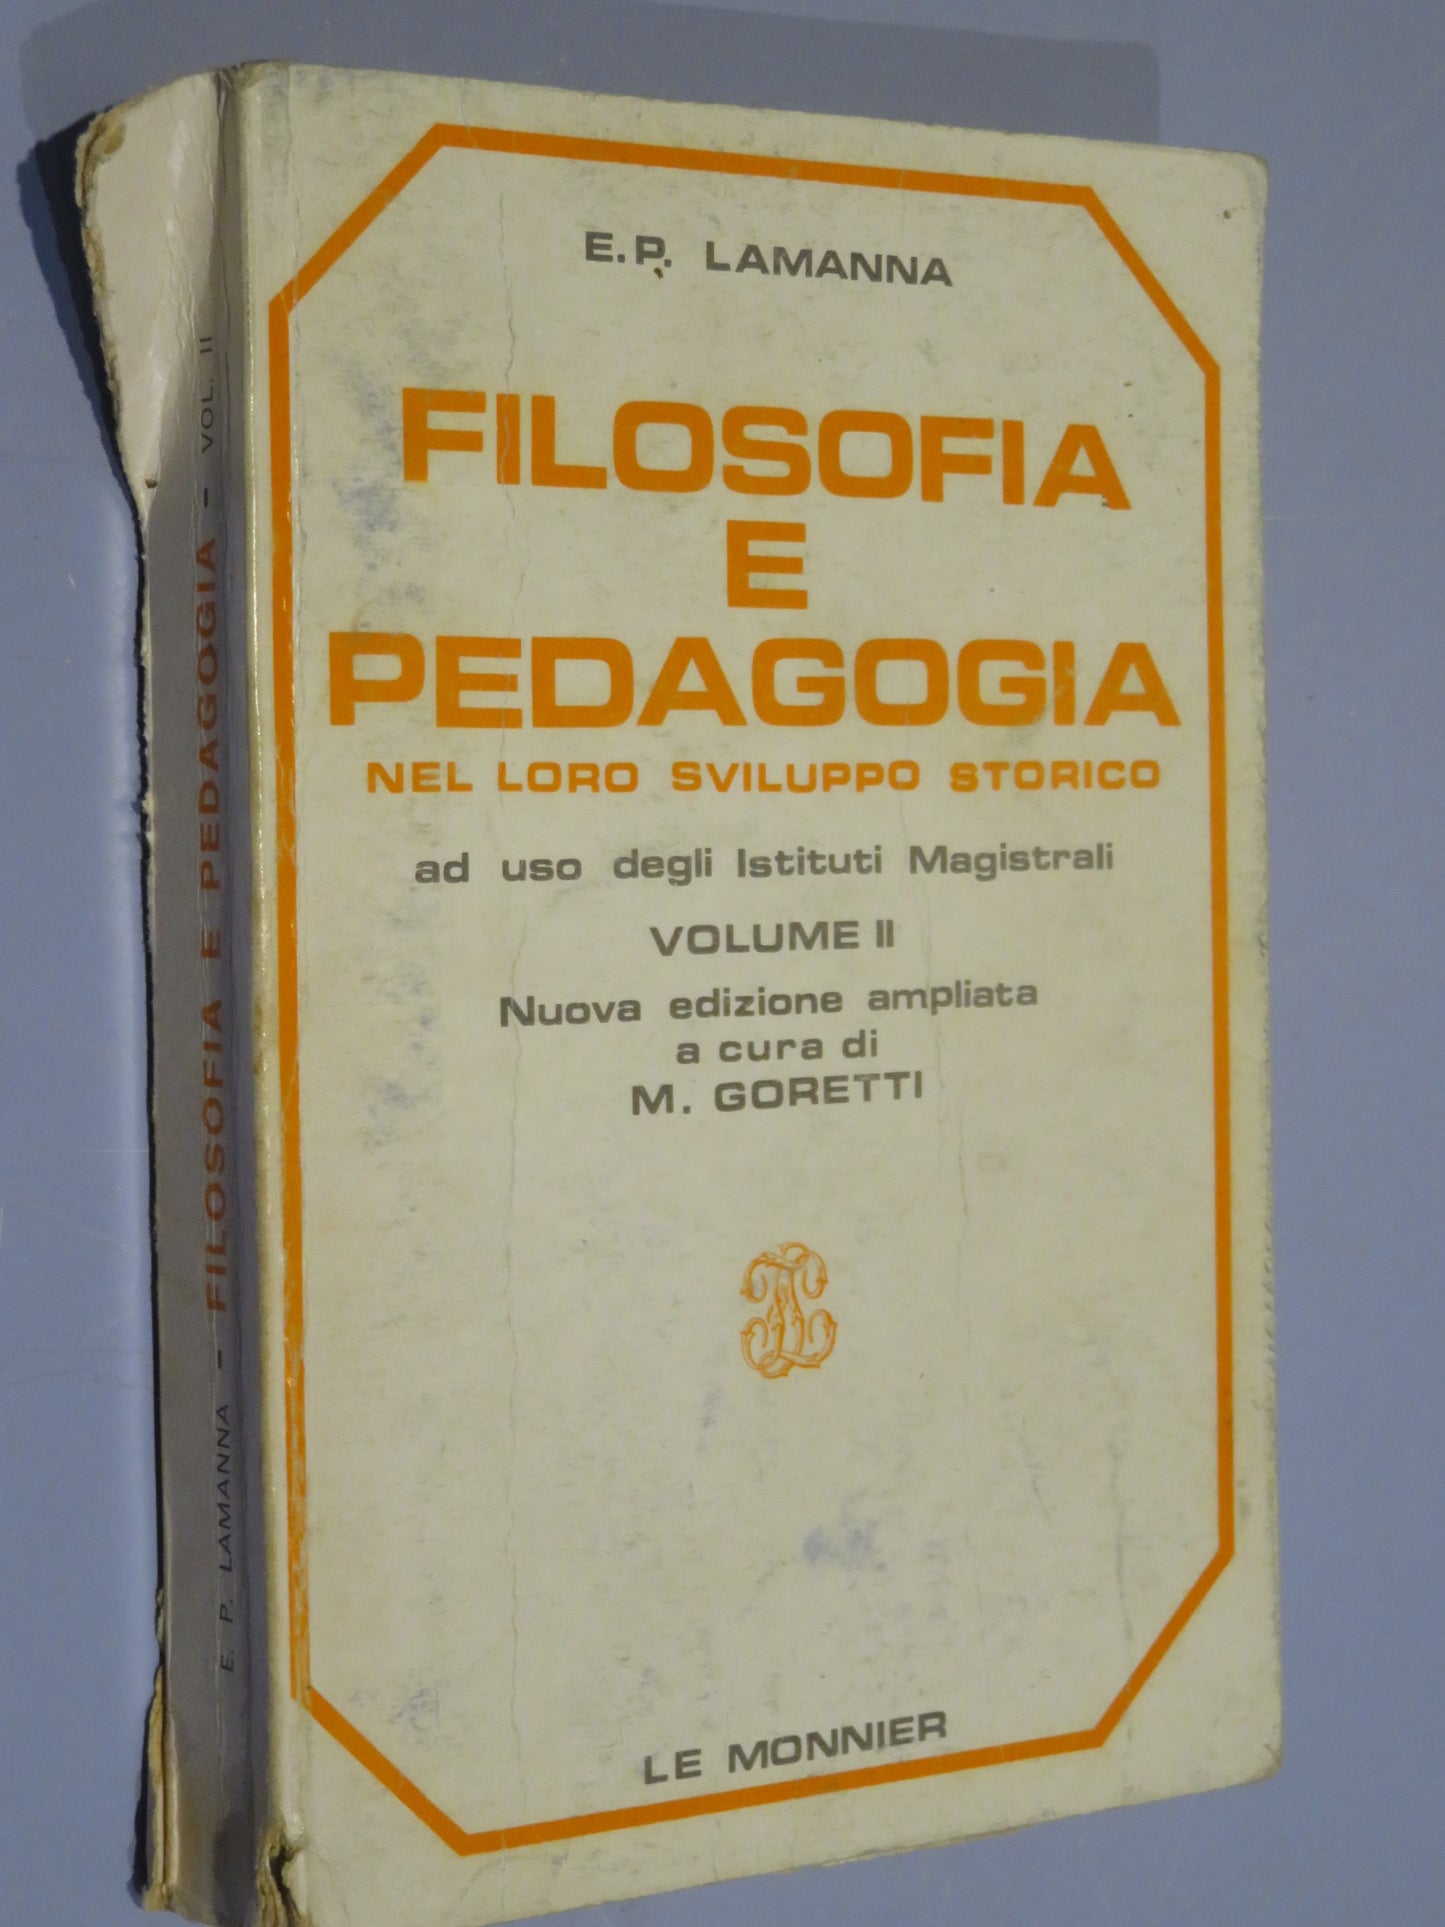 E.P. LAMANNA
FILOSOFIA
E
PEDAGOGIA
NEL LORO SVILUPPO STORICO
ad uso degli Istituti Magistrali
VOLUME II
Nuova edizione ampliata
a cura di
M. GORETTI
LE MONNIER
E. P. LAMANNA - FILOSOFIA E PEDAGOGIA - VOL. II